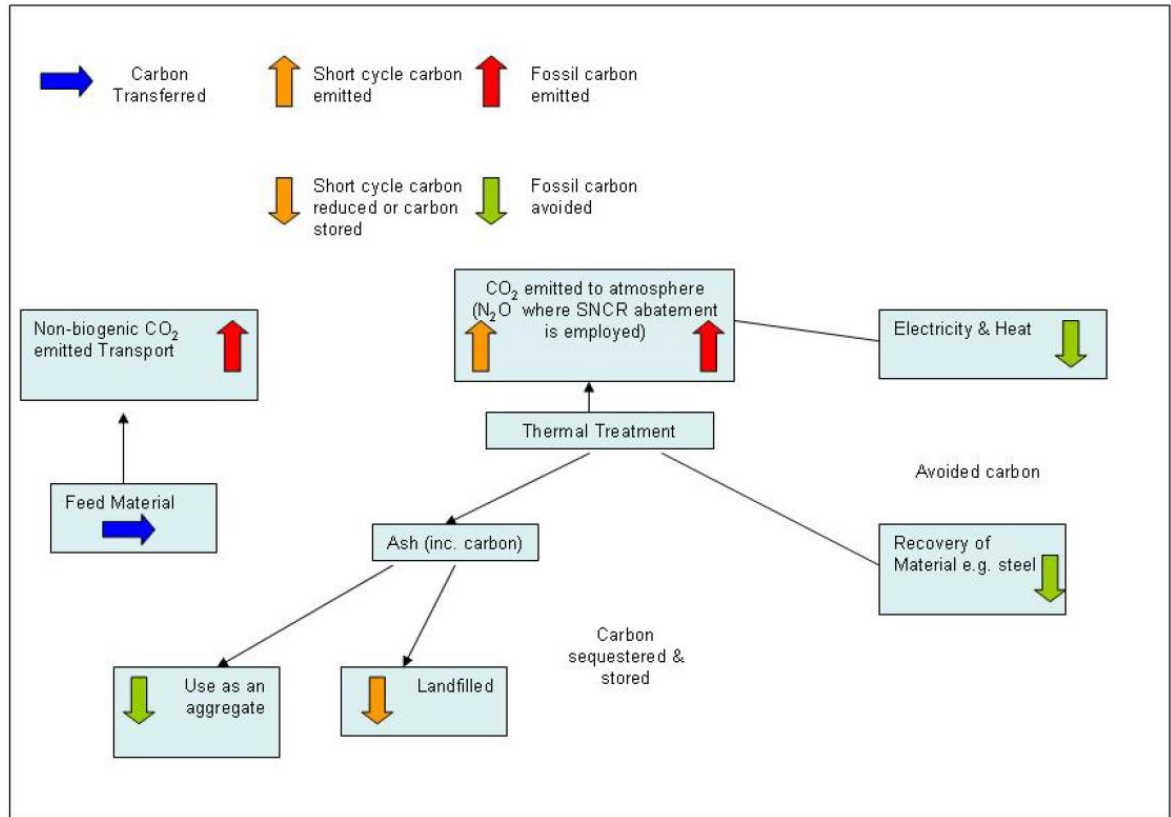 Carbon
Transferred
Short cycle carbon
emitted
Fossil carbon
emitted
Short cycle carbon
reduced or carbon
stored
Fossil carbon
avoided
Non-biogenic CO₂
emitted Transport
CO₂ emitted to atmosphere
(N₂O where SNCR abatement
is employed)
Electricity & Heat
Thermal Treatment
Avoided carbon
Feed Material
Ash (inc. carbon)
Recovery of
Material e.g. steel
Carbon
sequestered &
stored
Use as an
aggregate
Landfilled